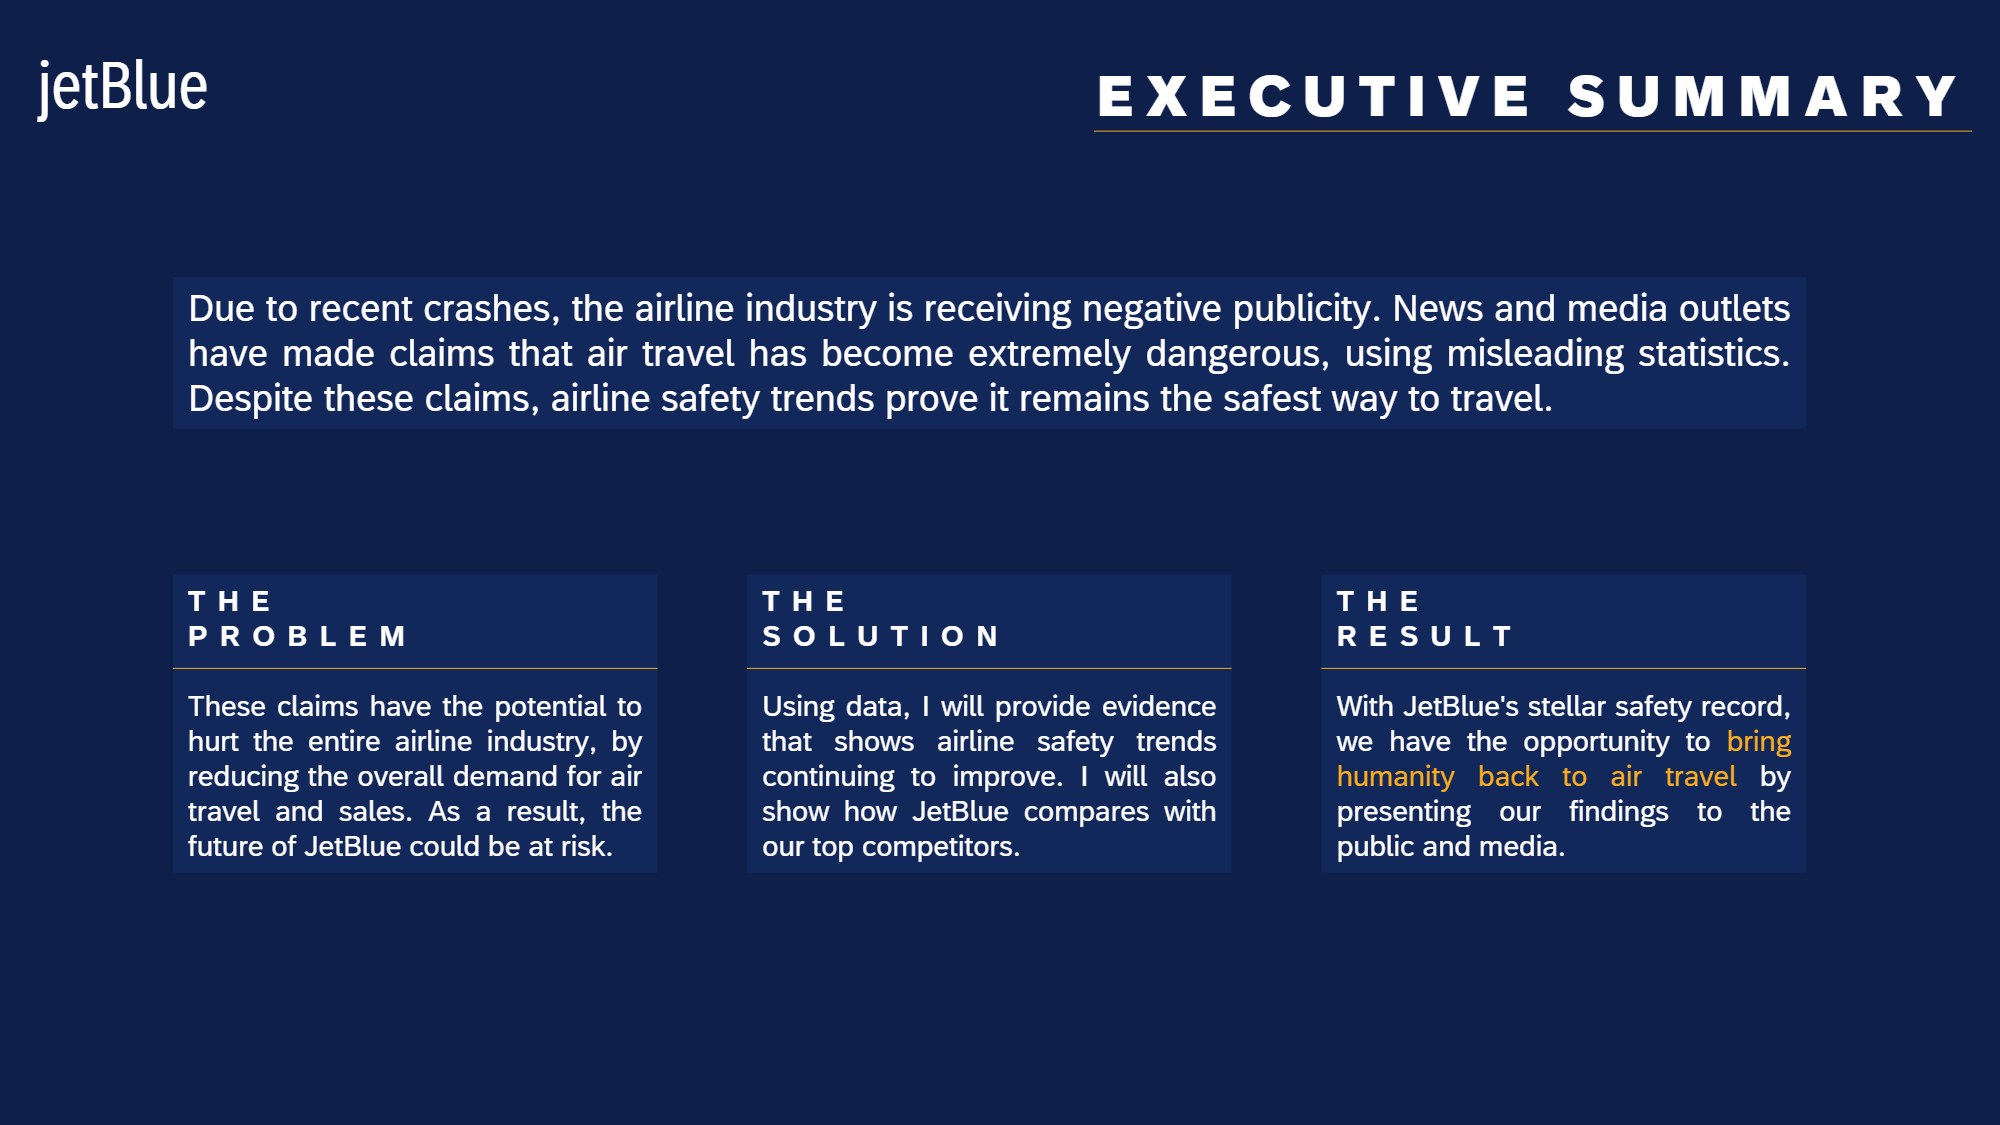 jetBlue
EXECUTIVE SUMMARY
Due to recent crashes, the airline industry is receiving negative publicity. News and media outlets
have made claims that air travel has become extremely dangerous, using misleading statistics.
Despite these claims, airline safety trends prove it remains the safest way to travel.
THE
PROBLEM
These claims have the potential to
hurt the entire airline industry, by
reducing the overall demand for air
travel and sales. As a result, the
future of JetBlue could be at risk.
THE
SOLUTION
Using data, I will provide evidence
that shows airline safety trends
continuing to improve. I will also
show how JetBlue compares with
our top competitors.
THE
RESULT
With JetBlue's stellar safety record,
we have the opportunity to bring
humanity back to air travel by
presenting our findings to the
public and media.